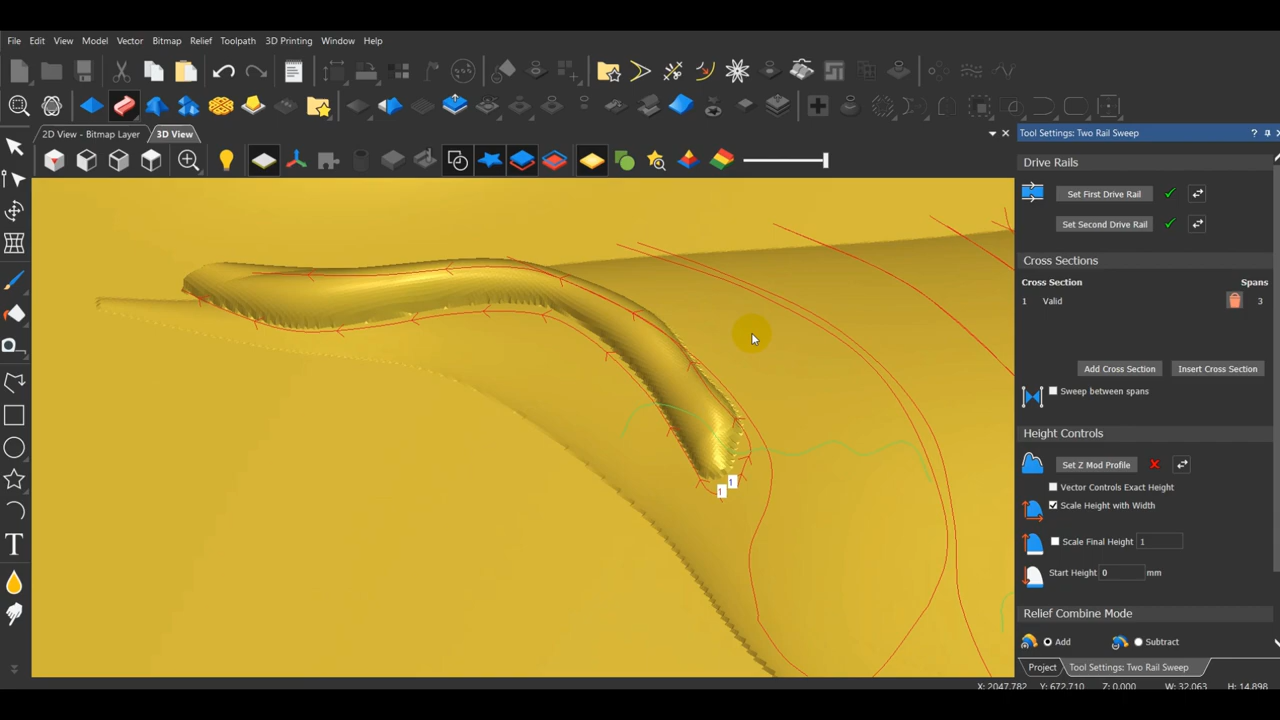 File Edit View Model Vector Bitmap Relief Toolpath 3D Printing Window Help
2D View - Bitmap Layer 3D View
Tool Settings: Two Rail Sweep
Drive Rails
Set First Drive Rail
Set Second Drive Rail
Cross Sections
Cross Section Spans
1 Valid 3
Add Cross Section Insert Cross Section
Sweep between spans
Height Controls
Set Z Mod Profile
Vector Controls Exact Height
Scale Height with Width
Scale Final Height 1
Start Height 0 mm
Relief Combine Mode
Add Subtract
Project Tool Settings: Two Rail Sweep
1
1
X: 2047.782 Y: 672.710 Z: 0.000 W: 32.063 H: 14.898